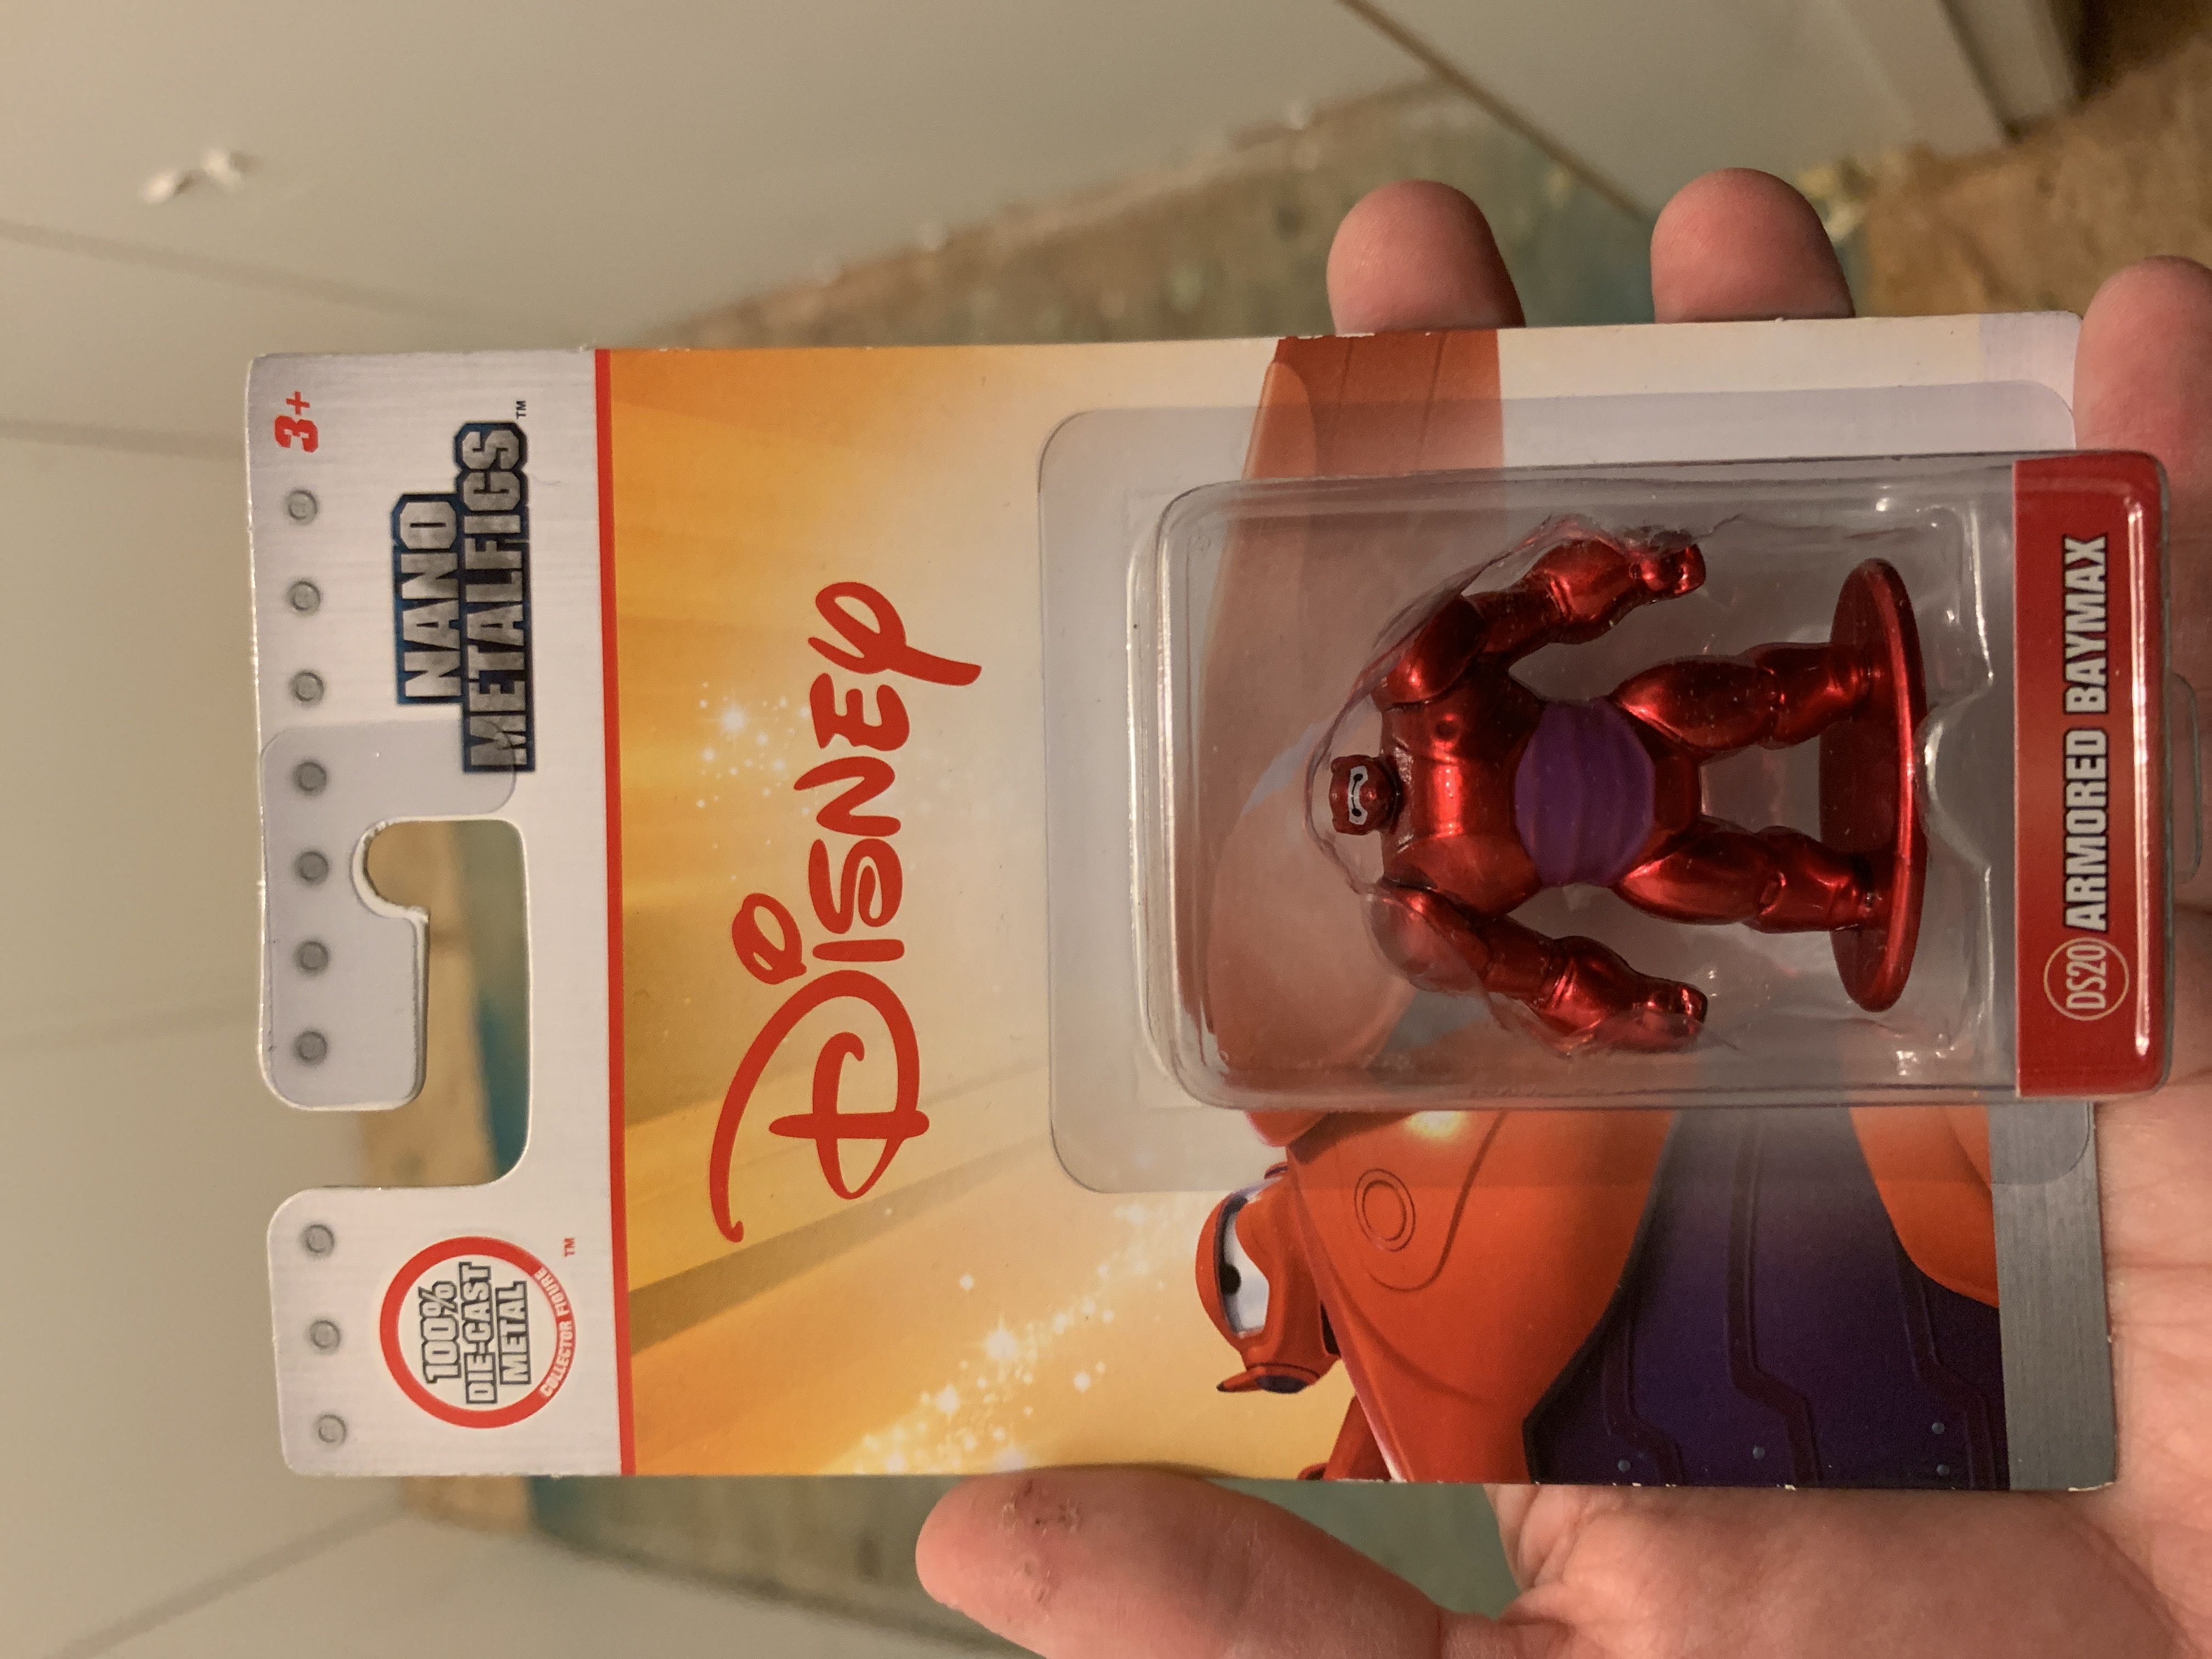 100%
DIE-CAST
METAL
COLLECTOR FIGURE
TM
3+
NANO
METALFIGS
TM
DISNEY
DS20 ARMORED BAYMAX